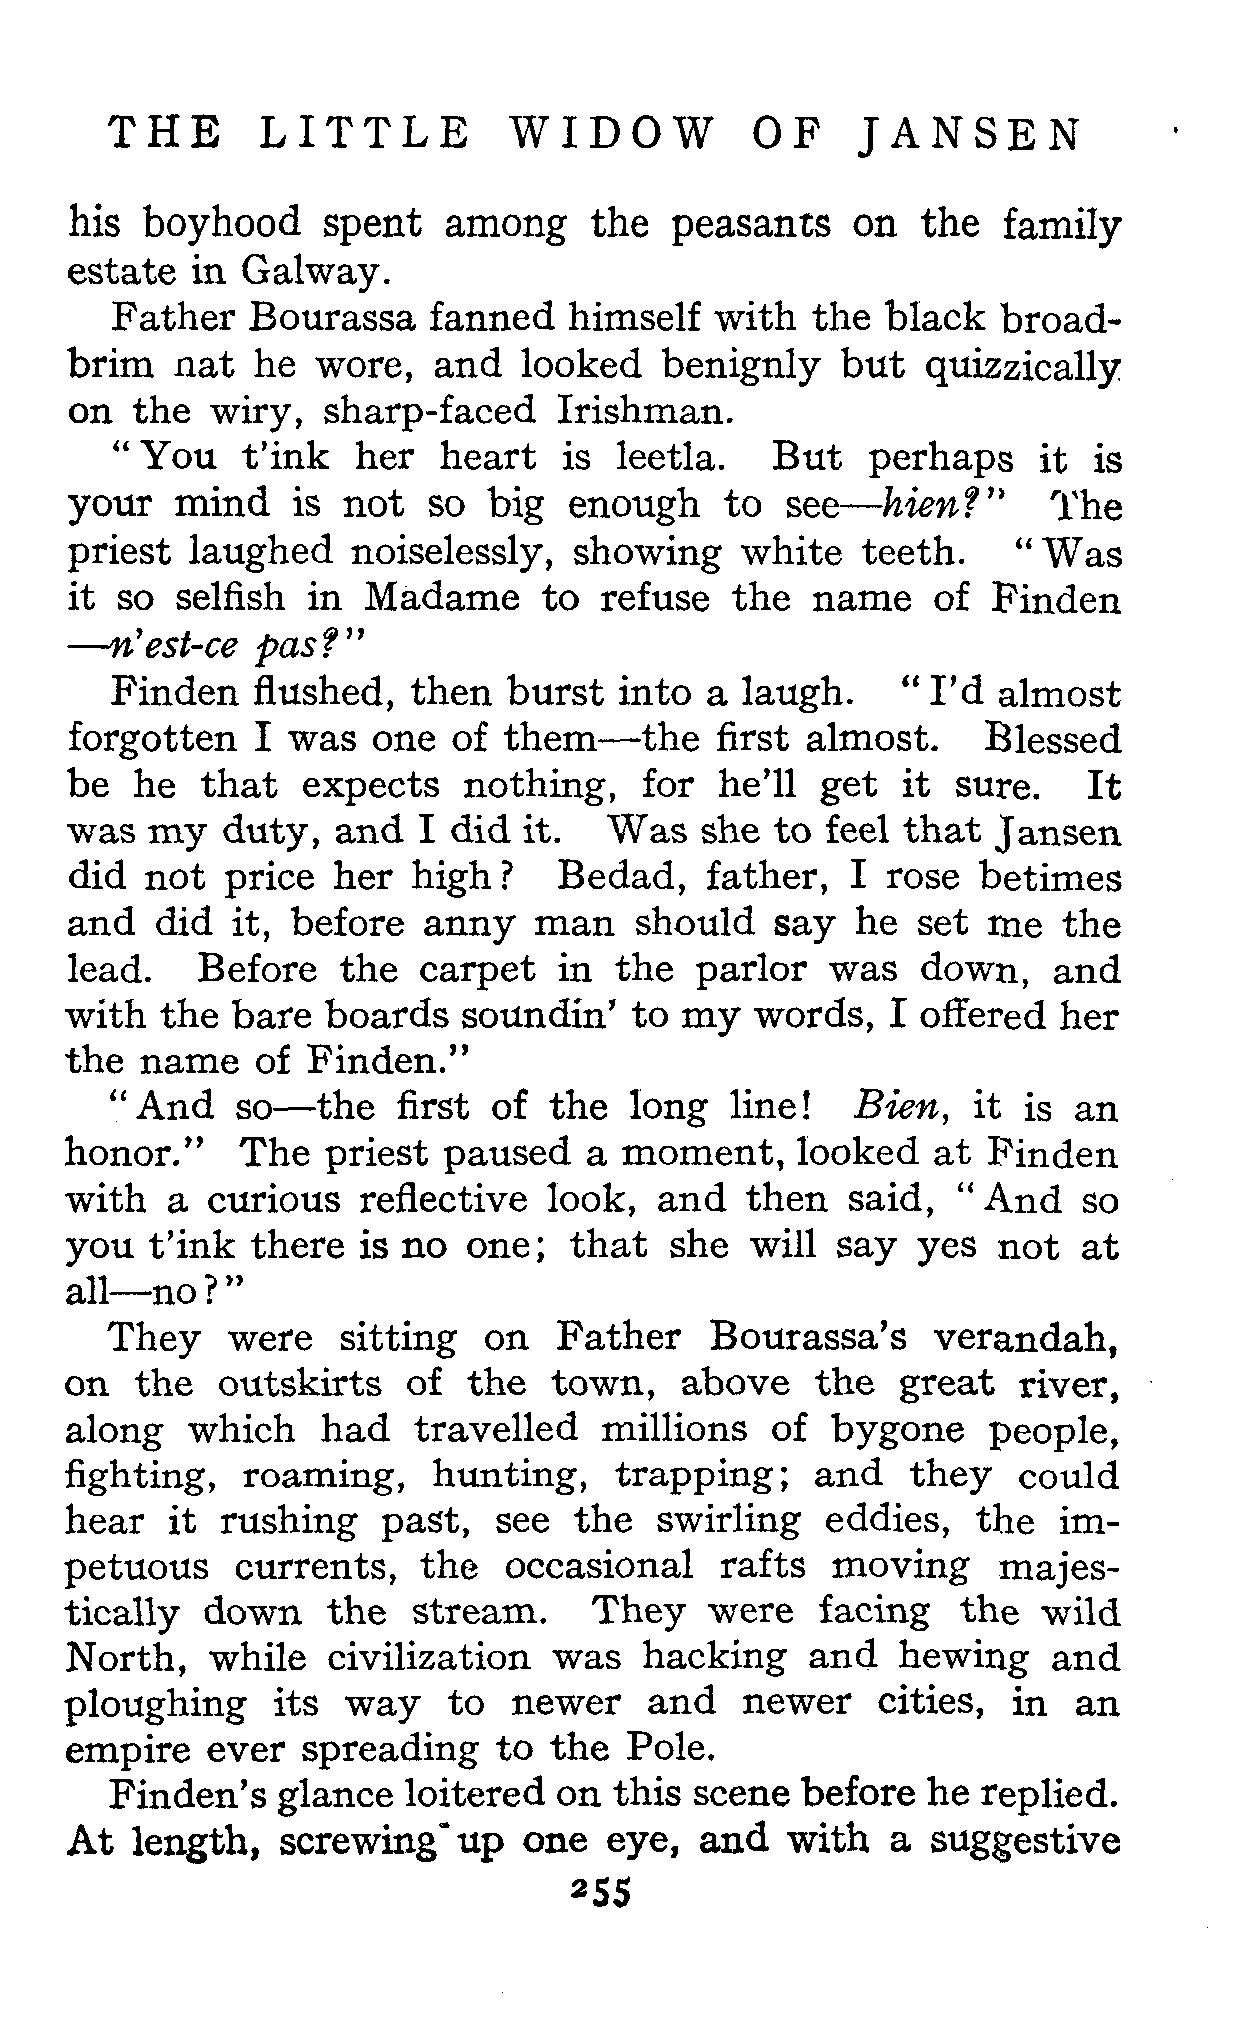 THE LITTLE WIDOW OF JANSEN
his boyhood spent among the peasants on the family
estate in Galway.
Father Bourassa fanned himself with the black broad-
brim nat he wore, and looked benignly but quizzically
on the wiry, sharp-faced Irishman.
"You t'ink her heart is leetla. But perhaps it is
your mind is not so big enough to see—hien?" The
priest laughed noiselessly, showing white teeth. "Was
it so selfish in Madame to refuse the name of Finden
—n'est-ce pas?"
Finden flushed, then burst into a laugh. "I'd almost
forgotten I was one of them—the first almost. Blessed
be he that expects nothing, for he'll get it sure. It
was my duty, and I did it. Was she to feel that Jansen
did not price her high? Bedad, father, I rose betimes
and did it, before anny man should say he set me the
lead. Before the carpet in the parlor was down, and
with the bare boards soundin' to my words, I offered her
the name of Finden."
"And so—the first of the long line! Bien, it is an
honor." The priest paused a moment, looked at Finden
with a curious reflective look, and then said, "And so
you t'ink there is no one; that she will say yes not at
all—no?"
They were sitting on Father Bourassa's verandah,
on the outskirts of the town, above the great river,
along which had travelled millions of bygone people,
fighting, roaming, hunting, trapping; and they could
hear it rushing past, see the swirling eddies, the im-
petuous currents, the occasional rafts moving majes-
tically down the stream. They were facing the wild
North, while civilization was hacking and hewing and
ploughing its way to newer and newer cities, in an
empire ever spreading to the Pole.
Finden's glance loitered on this scene before he replied.
At length, screwing up one eye, and with a suggestive
255